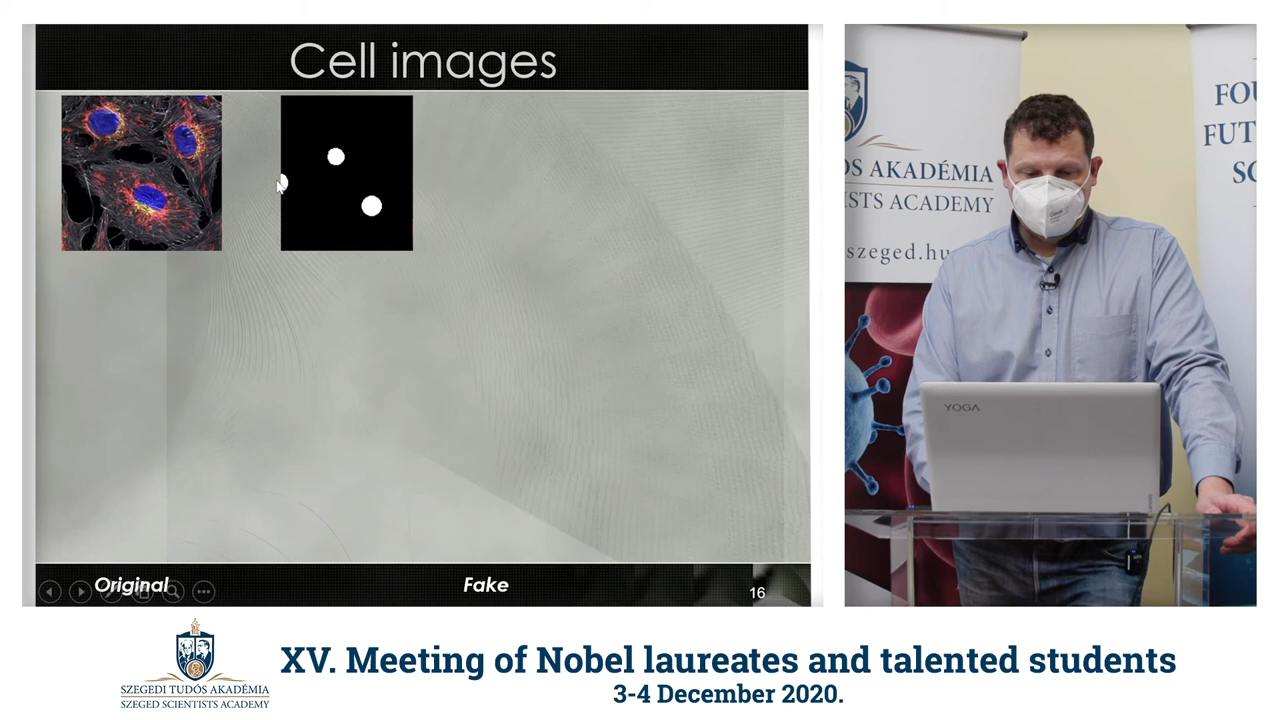 Cell images
Original
Fake
16
ÓS AKADÉMIA
ISTS ACADEMY
szeged.hu
FOU
FUT
SC
YOGA
SZEGEDI TUDÓS AKADÉMIA
SZEGED SCIENTISTS ACADEMY
XV. Meeting of Nobel laureates and talented students
3-4 December 2020.